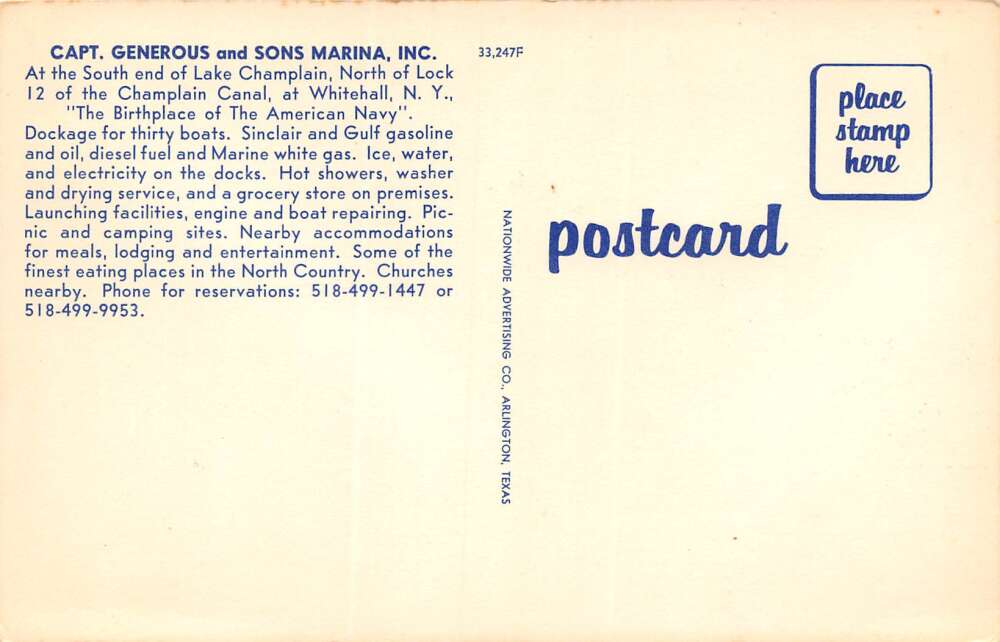 CAPT. GENEROUS and SONS MARINA, INC.
At the South end of Lake Champlain, North of Lock
12 of the Champlain Canal, at Whitehall, N. Y.,
"The Birthplace of The American Navy".
Dockage for thirty boats. Sinclair and Gulf gasoline
and oil, diesel fuel and Marine white gas. Ice, water,
and electricity on the docks. Hot showers, washer
and drying service, and a grocery store on premises.
Launching facilities, engine and boat repairing. Pic-
nic and camping sites. Nearby accommodations
for meals, lodging and entertainment. Some of the
finest eating places in the North Country. Churches
nearby. Phone for reservations: 518-499-1447 or
518-499-9953.
33,247F
NATIONWIDE ADVERTISING CO., ARLINGTON, TEXAS
place
stamp
here
postcard